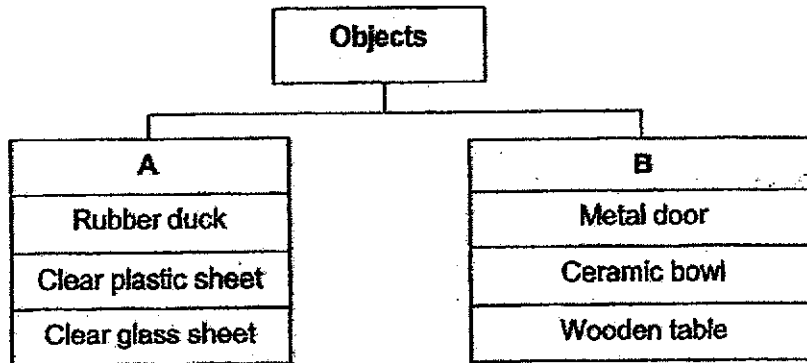 Objects
A
Rubber duck
Clear plastic sheet
Clear glass sheet
B
Metal door
Ceramic bowl
Wooden table